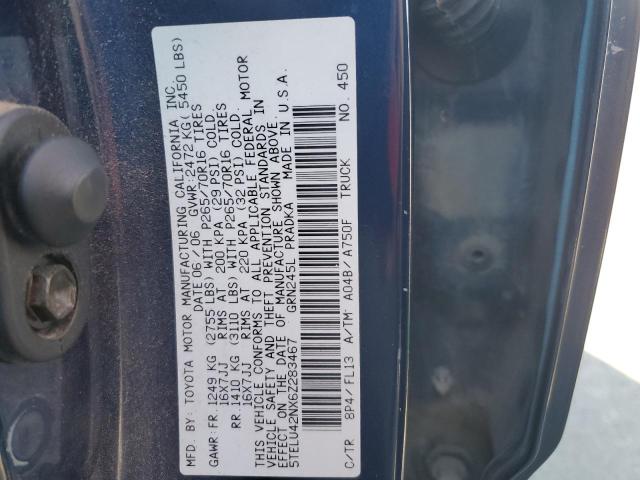 MFD. BY: TOYOTA MOTOR MANUFACTURING CALIFORNIA INC.
DATE: 06/06 GVWR:2472 KG( 5450 LBS)
GAWR:FR.1249 KG (2755 LBS) WITH P265/70R16 TIRES
16X7JJ RIMS AT 200 KPA (29 PSI) COLD.
RR.1410 KG (3110 LBS) WITH P265/70R16 TIRES
16X7JJ RIMS AT 220 KPA (32 PSI) COLD.
THIS VEHICLE CONFORMS TO ALL APPLICABLE FEDERAL MOTOR
VEHICLE SAFETY AND THEFT PREVENTION STANDARDS IN
EFFECT ON THE DATE OF MANUFACTURE SHOWN ABOVE.
5TELU42NX6Z283467 GRN245L PRADKA MADE IN U.S.A.
C/TR 8P4/FL13 A/TM A04B/A750F TRUCK NO. 450